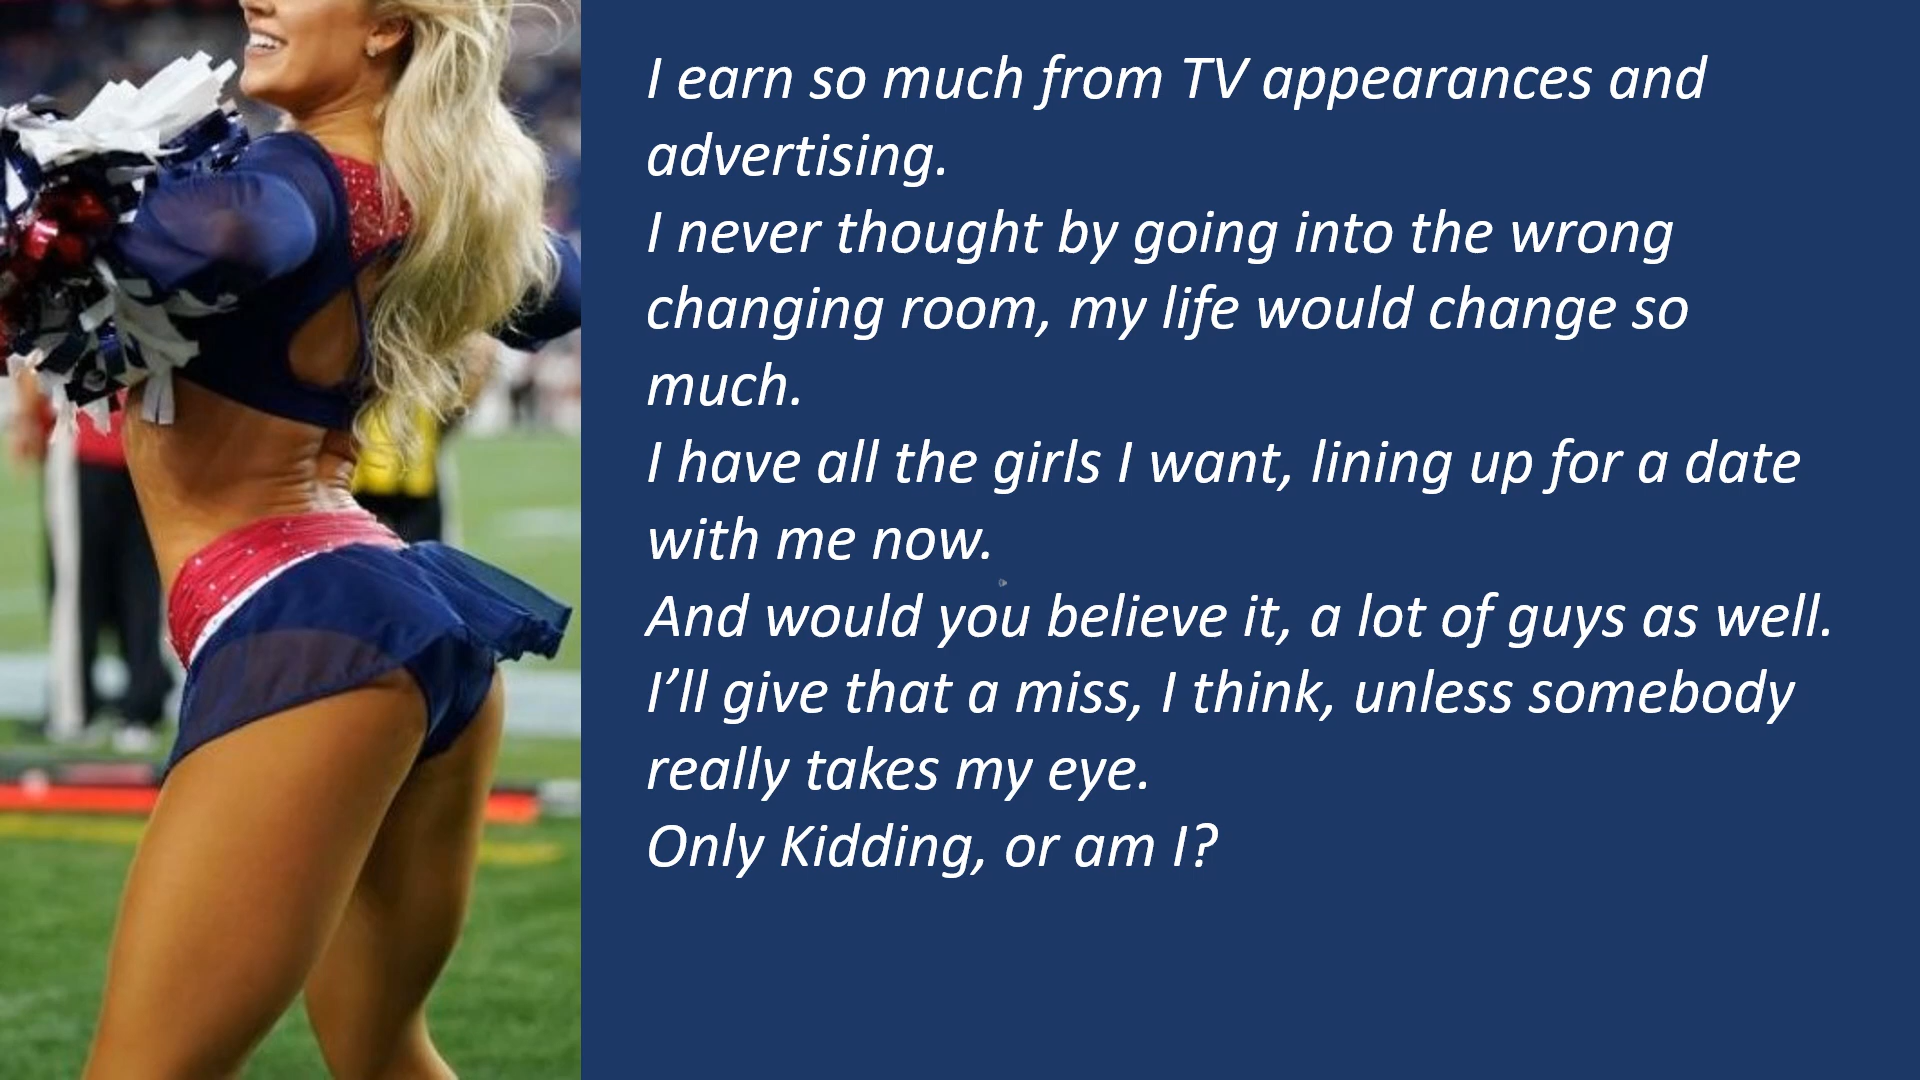 I earn so much from TV appearances and
advertising.
I never thought by going into the wrong
changing room, my life would change so
much.
I have all the girls I want, lining up for a date
with me now.
And would you believe it, a lot of guys as well.
I’ll give that a miss, I think, unless somebody
really takes my eye.
Only Kidding, or am I?